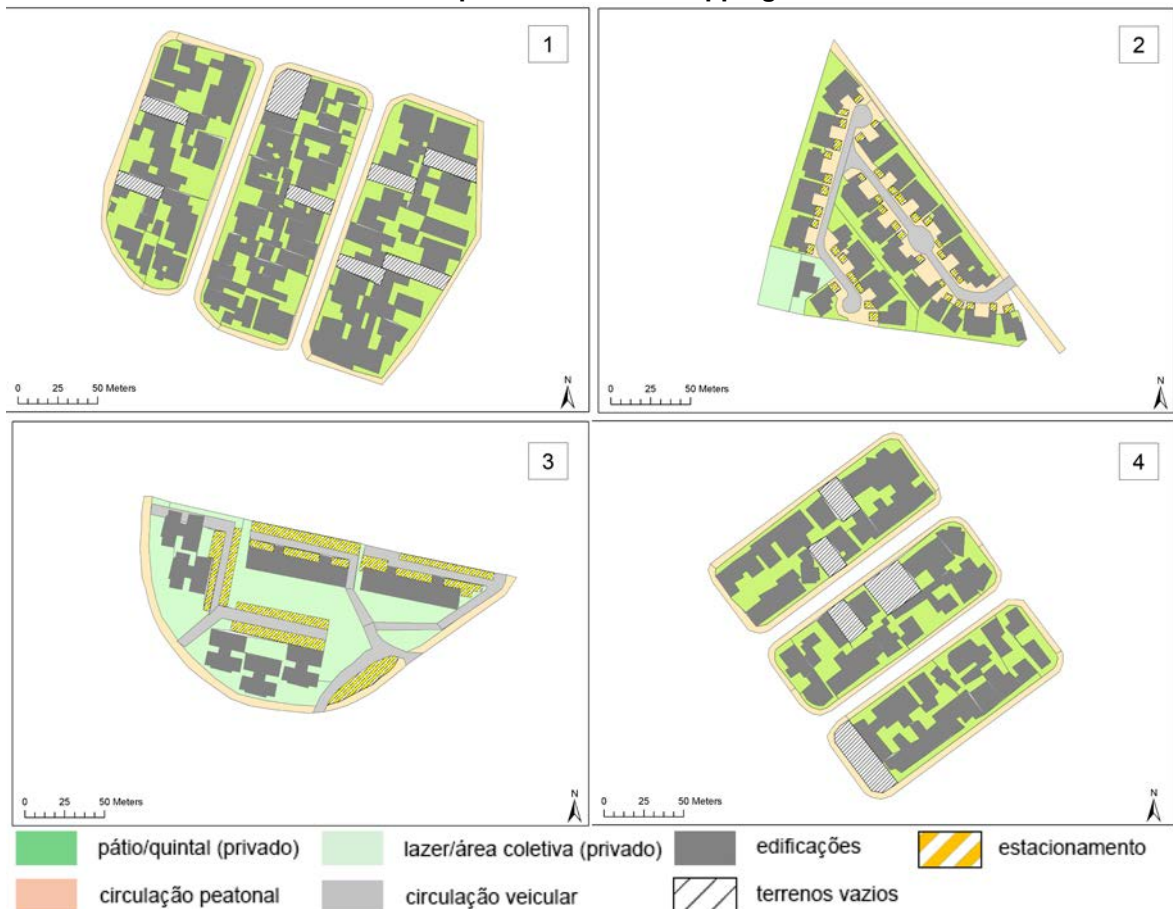 1
2
0 25 50 Meters
N
0 25 50 Meters
N
3
4
0 25 50 Meters
N
0 25 50 Meters
N
pátio/quintal (privado) lazer/área coletiva (privado) edificações estacionamento
circulação peatonal circulação veicular terrenos vazios